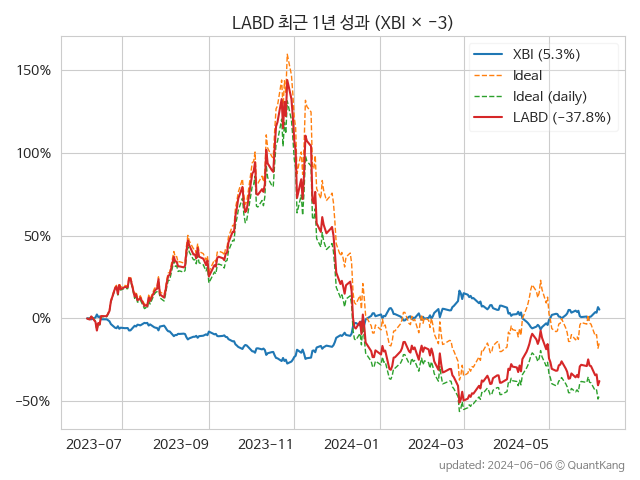 LABD 최근 1년 성과 (XBI × −3)
XBI (5.3%)
Ideal
Ideal (daily)
LABD (−37.8%)
150%
100%
50%
0%
−50%
2023−07
2023−09
2023−11
2024−01
2024−03
2024−05
updated: 2024−06−06 © QuantKang